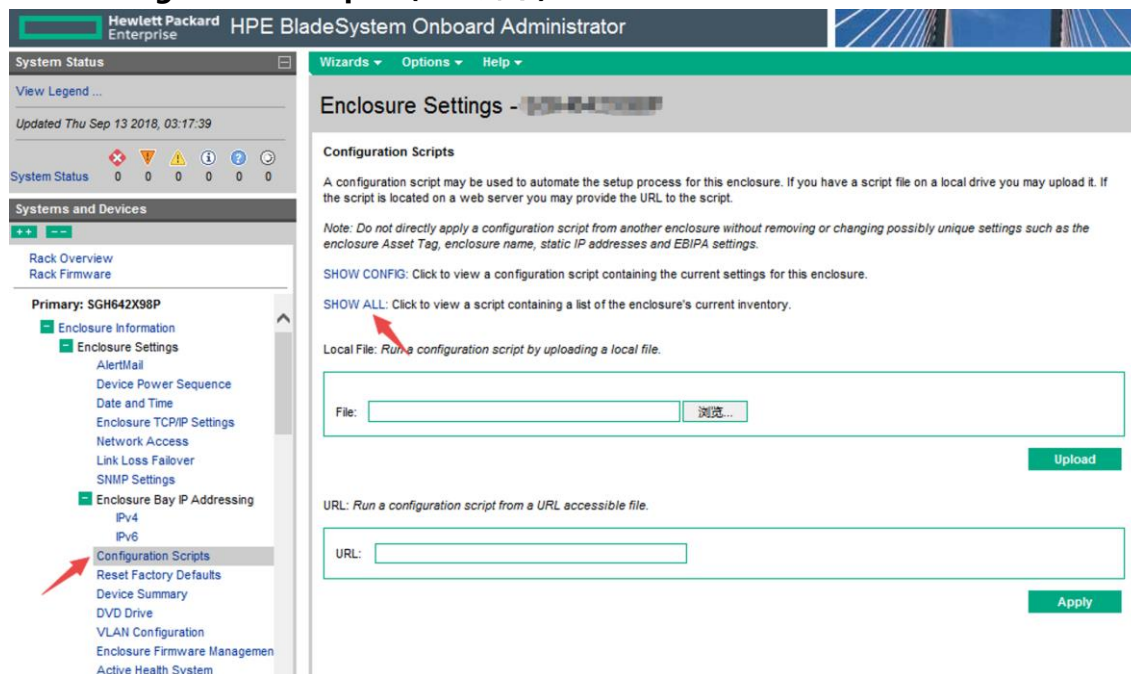 Hewlett Packard
Enterprise
HPE BladeSystem Onboard Administrator
System Status
Wizards Options Help
View Legend ...
Enclosure Settings -
Updated Thu Sep 13 2018, 03:17:39
System Status 0 0 0 0 0 0
Configuration Scripts
A configuration script may be used to automate the setup process for this enclosure. If you have a script file on a local drive you may upload it. If
the script is located on a web server you may provide the URL to the script.
Note: Do not directly apply a configuration script from another enclosure without removing or changing possibly unique settings such as the
enclosure Asset Tag, enclosure name, static IP addresses and EBIPA settings.
SHOW CONFIG: Click to view a configuration script containing the current settings for this enclosure.
SHOW ALL: Click to view a script containing a list of the enclosure's current inventory.
Local File: Run a configuration script by uploading a local file.
File: 浏览...
Upload
URL: Run a configuration script from a URL accessible file.
URL:
Apply
Systems and Devices
++ --
Rack Overview
Rack Firmware
Primary: SGH642X98P
Enclosure Information
Enclosure Settings
AlertMail
Device Power Sequence
Date and Time
Enclosure TCP/IP Settings
Network Access
Link Loss Failover
SNMP Settings
Enclosure Bay IP Addressing
IPv4
IPv6
Configuration Scripts
Reset Factory Defaults
Device Summary
DVD Drive
VLAN Configuration
Enclosure Firmware Managemen
Active Health System